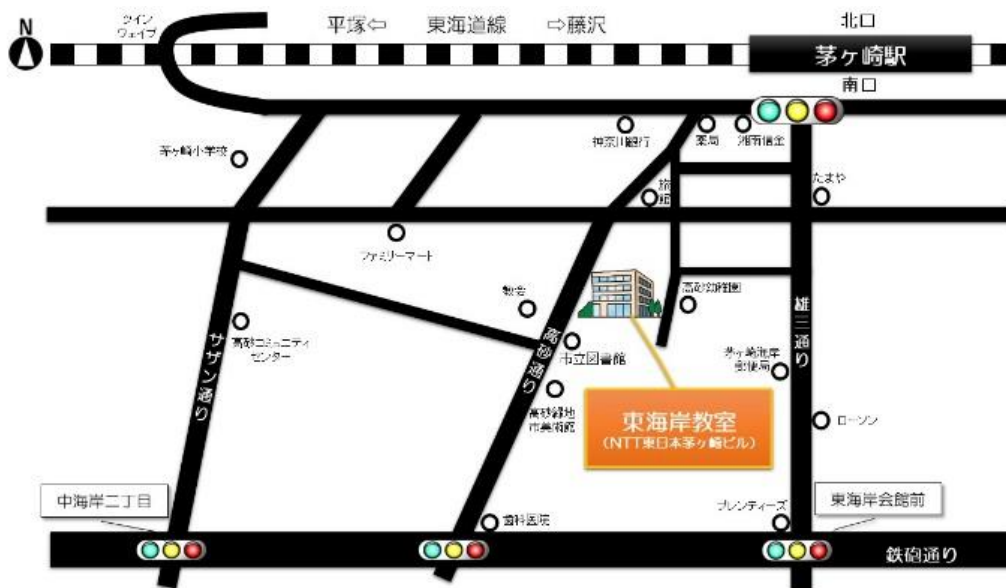 N
ツイン
ウェイブ
平塚⇦ 東海道線 ⇨藤沢
北口
茅ヶ崎駅
南口
茅ヶ崎小学校
神奈川銀行
薬局
湘南信金
旅館
たまや
ファミリーマート
教会
高砂幼稚園
高砂コミュニティ
センター
市立図書館
茅ヶ崎海岸
郵便局
サザン通り
高砂通り
雄三通り
高砂緑地
市美術館
東海岸教室
(NTT東日本茅ヶ崎ビル)
ローソン
中海岸二丁目
歯科医院
プレンティーズ
東海岸会館前
鉄砲通り